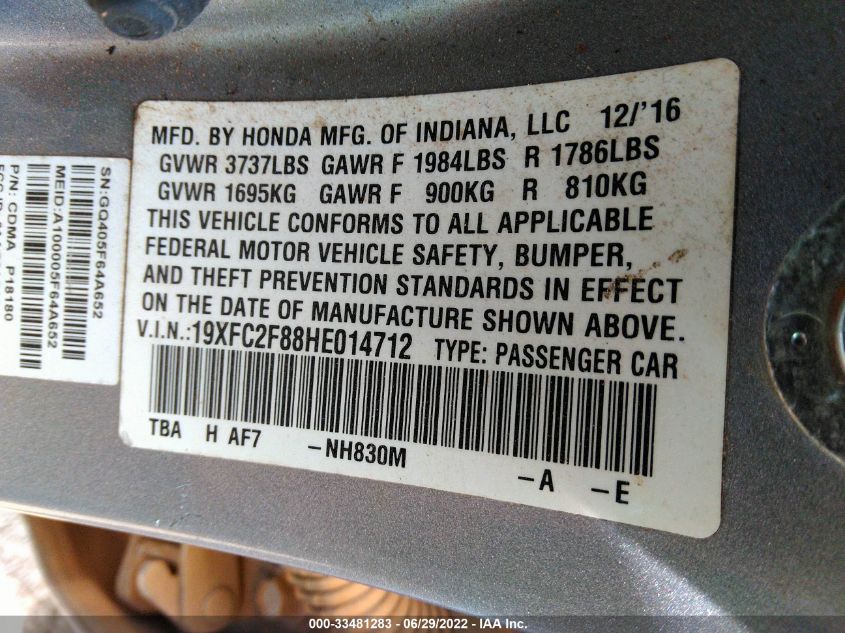 MFD. BY HONDA MFG. OF INDIANA, LLC 12/'16
GVWR 3737LBS GAWR F 1984LBS R 1786LBS
GVWR 1695KG GAWR F 900KG R 810KG
THIS VEHICLE CONFORMS TO ALL APPLICABLE
FEDERAL MOTOR VEHICLE SAFETY, BUMPER,
AND THEFT PREVENTION STANDARDS IN EFFECT
ON THE DATE OF MANUFACTURE SHOWN ABOVE.
V.I.N.:19XFC2F88HE014712 TYPE: PASSENGER CAR
TBA H AF7 -NH830M -A -E
SN:GQ405F64A652
MEID:A100005F64A652
P/N: CDMA P18180
000-33481283 - 06/29/2022 - IAA Inc.